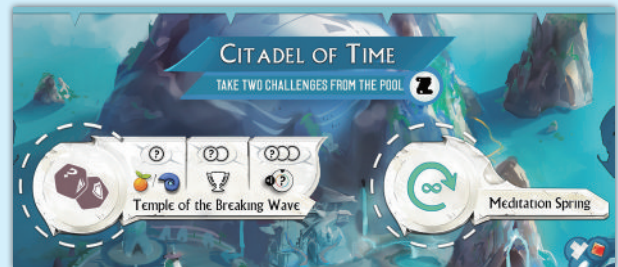 CITADEL OF TIME
TAKE TWO CHALLENGES FROM THE POOL
?
? ? ?
?
Temple of the Breaking Wave
∞
Meditation Spring